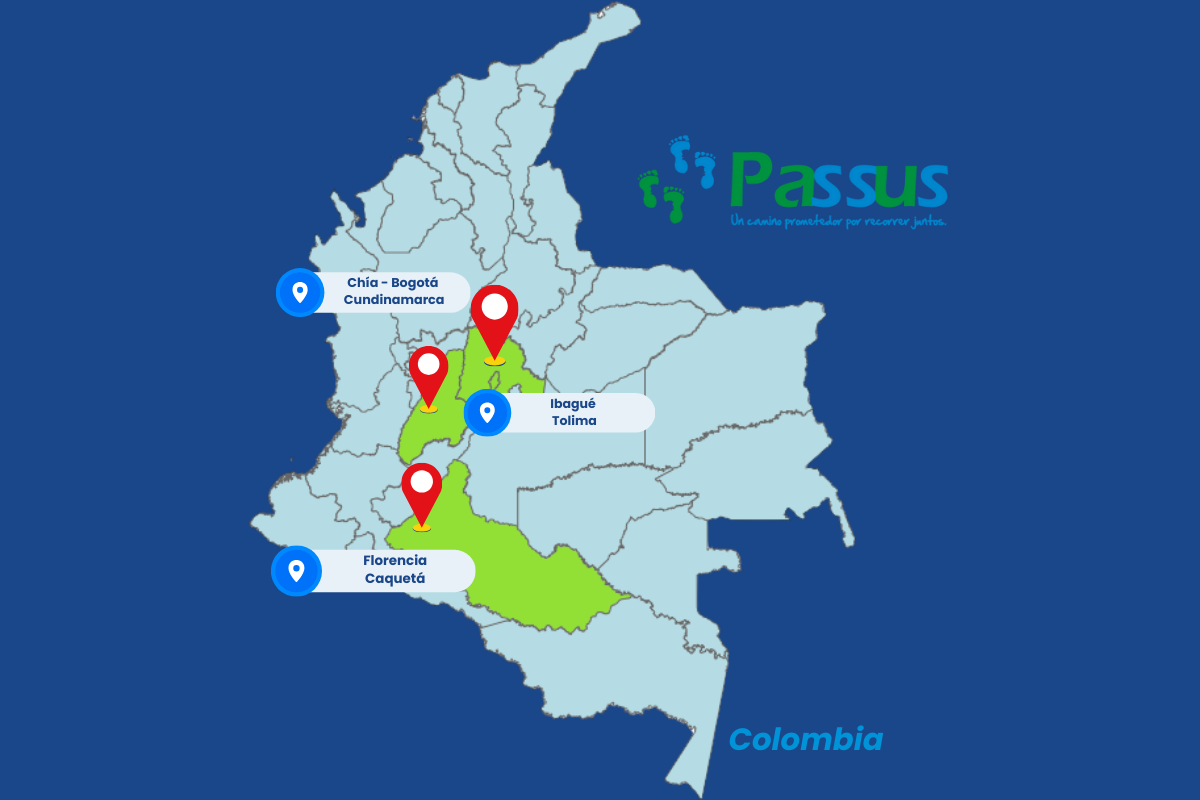 Passus
Un camino prometedor por recorrer juntos.
Chía - Bogotá
Cundinamarca
Ibagué
Tolima
Florencia
Caquetá
Colombia